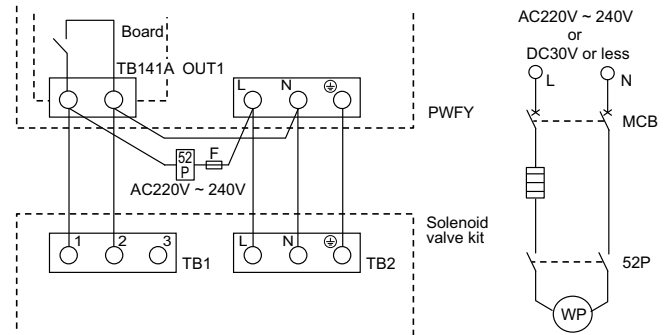 Board
TB141A OUT1
L N
PWFY
52
P
F
AC220V ~ 240V
Solenoid
valve kit
1 2 3
TB1
L N
TB2
AC220V ~ 240V
or
DC30V or less
L N
MCB
52P
WP